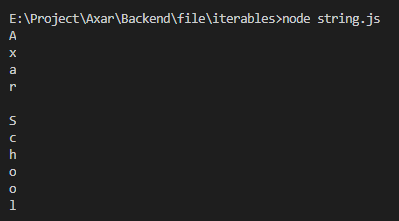 E:\Project\Axar\Backend\file\iterables>node string.js
A
x
a
r

S
c
h
o
o
l